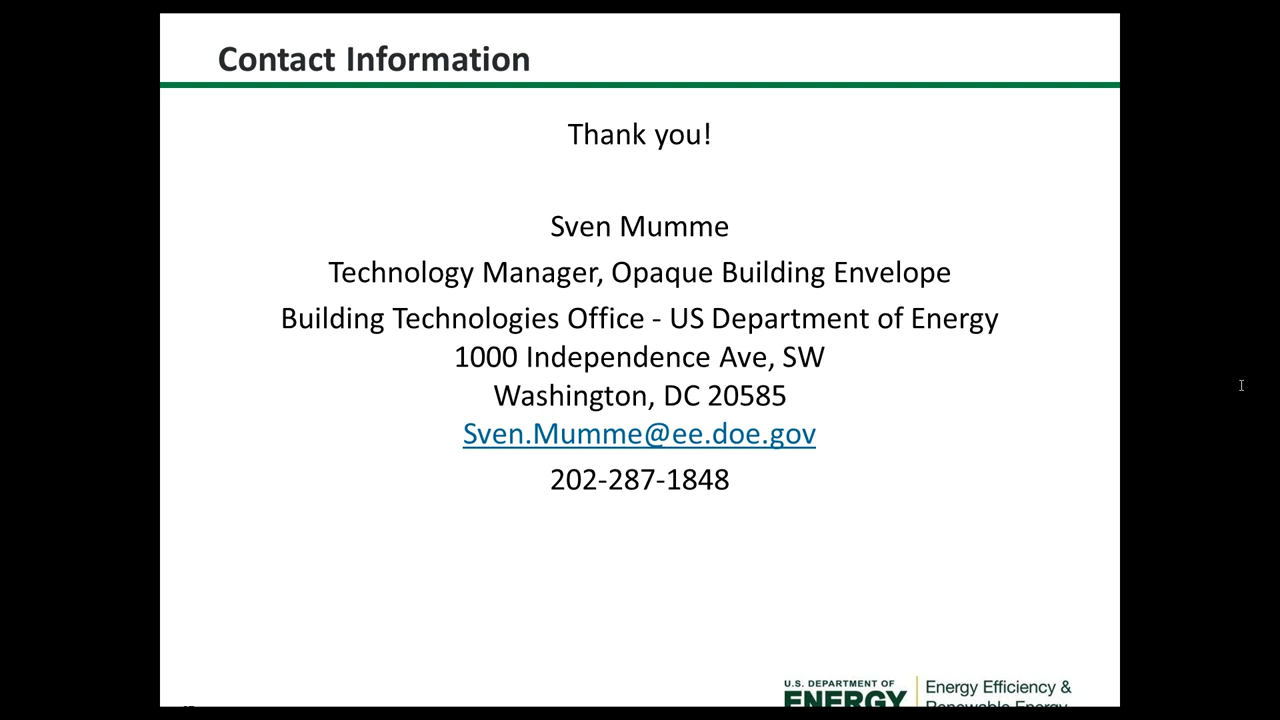 Contact Information
Thank you!
Sven Mumme
Technology Manager, Opaque Building Envelope
Building Technologies Office - US Department of Energy
1000 Independence Ave, SW
Washington, DC 20585
Sven.Mumme@ee.doe.gov
202-287-1848
U.S. DEPARTMENT OF
ENERGY
Energy Efficiency &
Renewable Energy